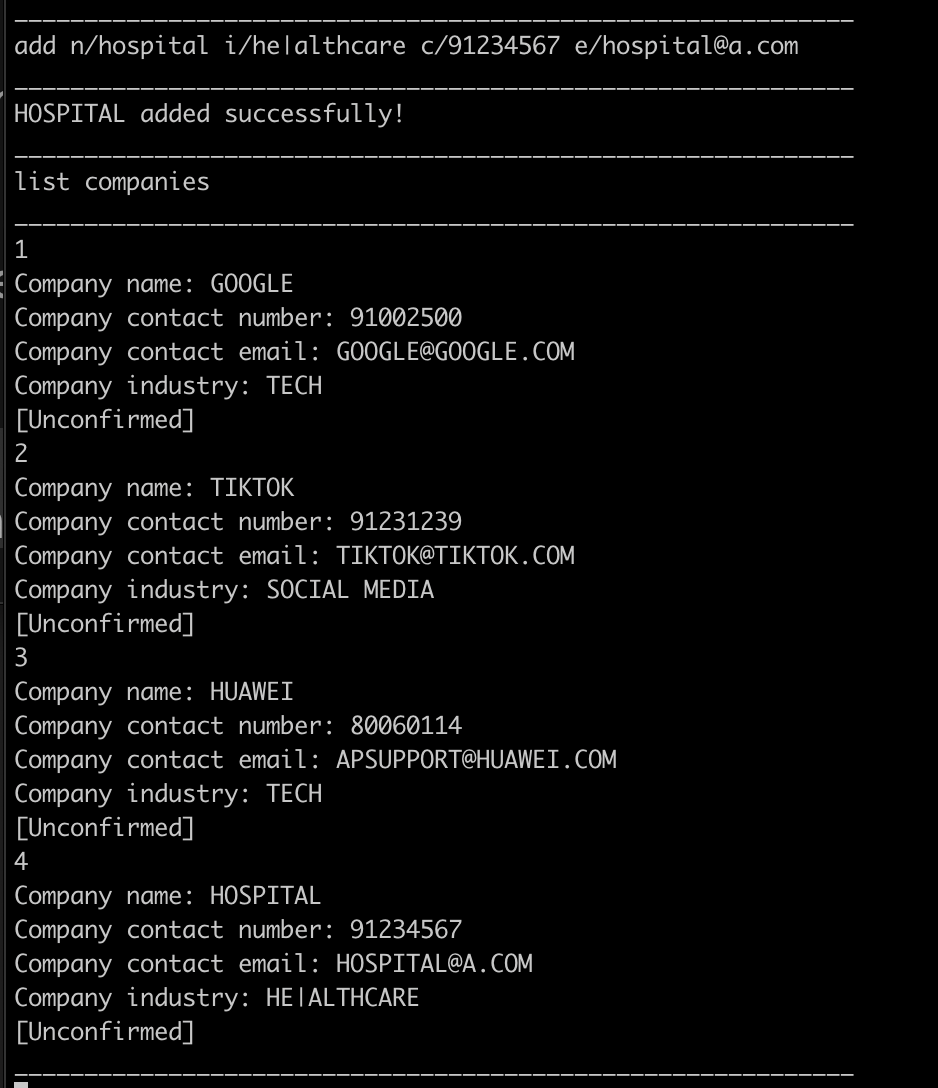 ____________________________________________________________
add n/hospital i/he|althcare c/91234567 e/hospital@a.com
____________________________________________________________
HOSPITAL added successfully!
____________________________________________________________
list companies
____________________________________________________________
1
Company name: GOOGLE
Company contact number: 91002500
Company contact email: GOOGLE@GOOGLE.COM
Company industry: TECH
[Unconfirmed]
2
Company name: TIKTOK
Company contact number: 91231239
Company contact email: TIKTOK@TIKTOK.COM
Company industry: SOCIAL MEDIA
[Unconfirmed]
3
Company name: HUAWEI
Company contact number: 80060114
Company contact email: APSUPPORT@HUAWEI.COM
Company industry: TECH
[Unconfirmed]
4
Company name: HOSPITAL
Company contact number: 91234567
Company contact email: HOSPITAL@A.COM
Company industry: HE|ALTHCARE
[Unconfirmed]
____________________________________________________________